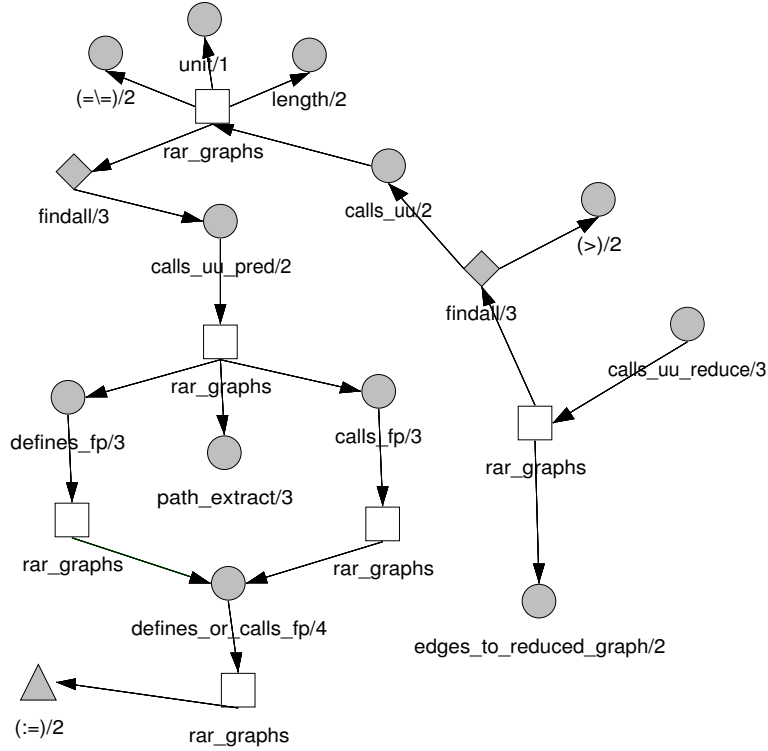 unit/1
(=\=)/2
length/2
rar_graphs
findall/3
calls_uu/2
(>)/2
calls_uu_pred/2
findall/3
calls_uu_reduce/3
rar_graphs
defines_fp/3
calls_fp/3
rar_graphs
path_extract/3
rar_graphs
rar_graphs
defines_or_calls_fp/4
edges_to_reduced_graph/2
(:=)/2
rar_graphs